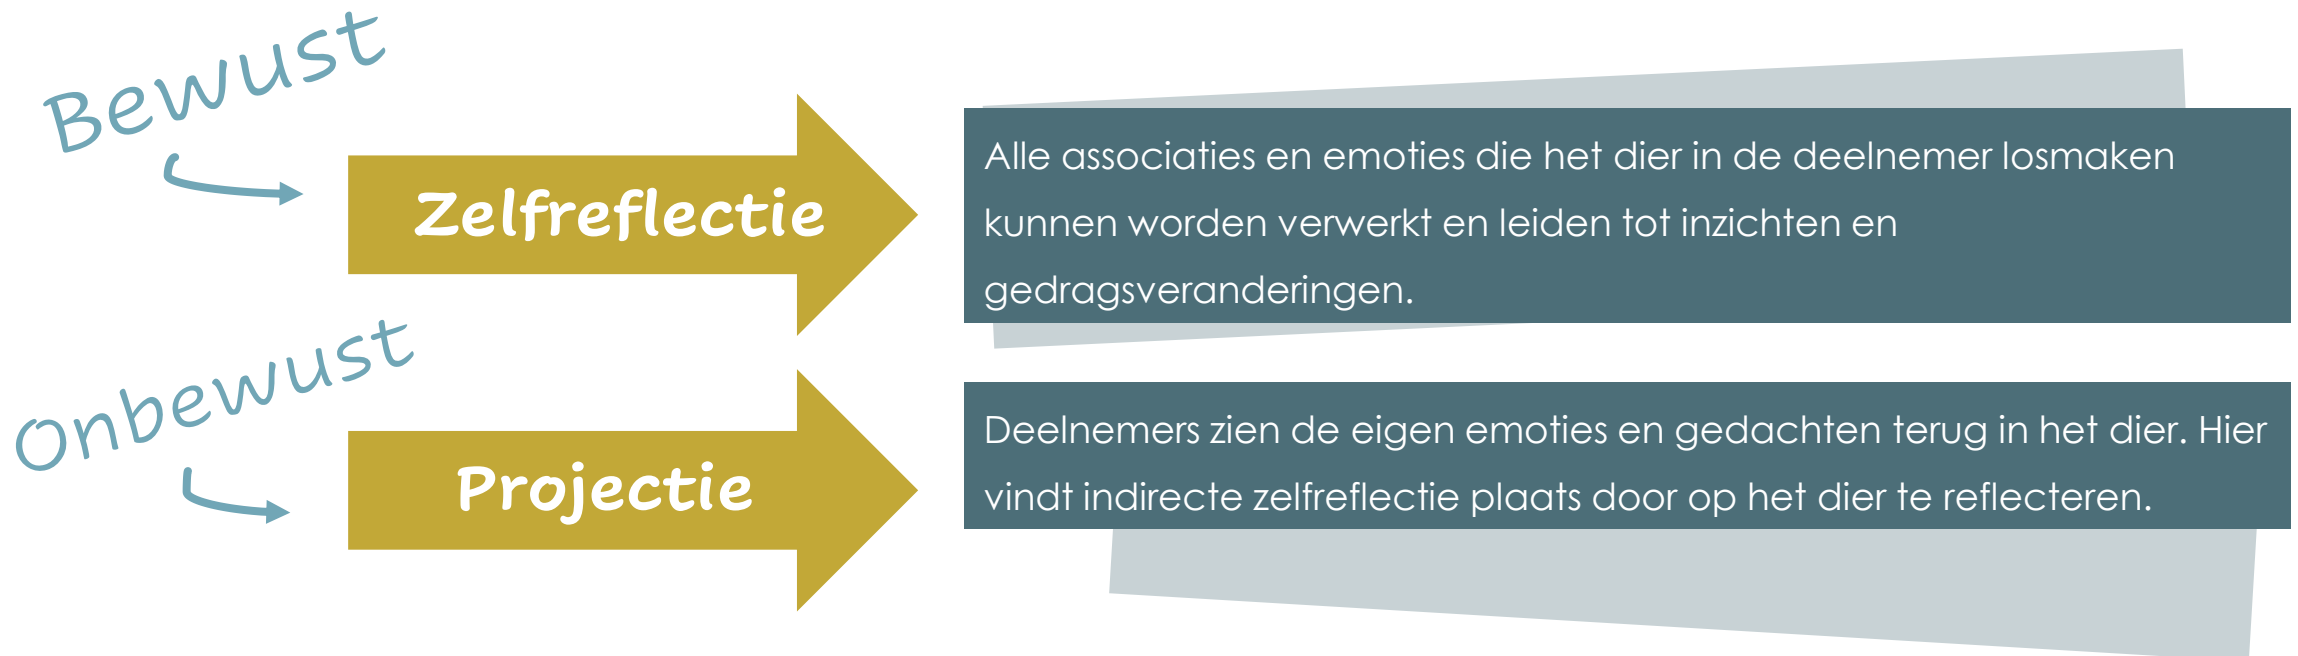 Bewust
Zelfreflectie
Alle associaties en emoties die het dier in de deelnemer losmaken
kunnen worden verwerkt en leiden tot inzichten en
gedragsveranderingen.
Onbewust
Projectie
Deelnemers zien de eigen emoties en gedachten terug in het dier. Hier
vindt indirecte zelfreflectie plaats door op het dier te reflecteren.